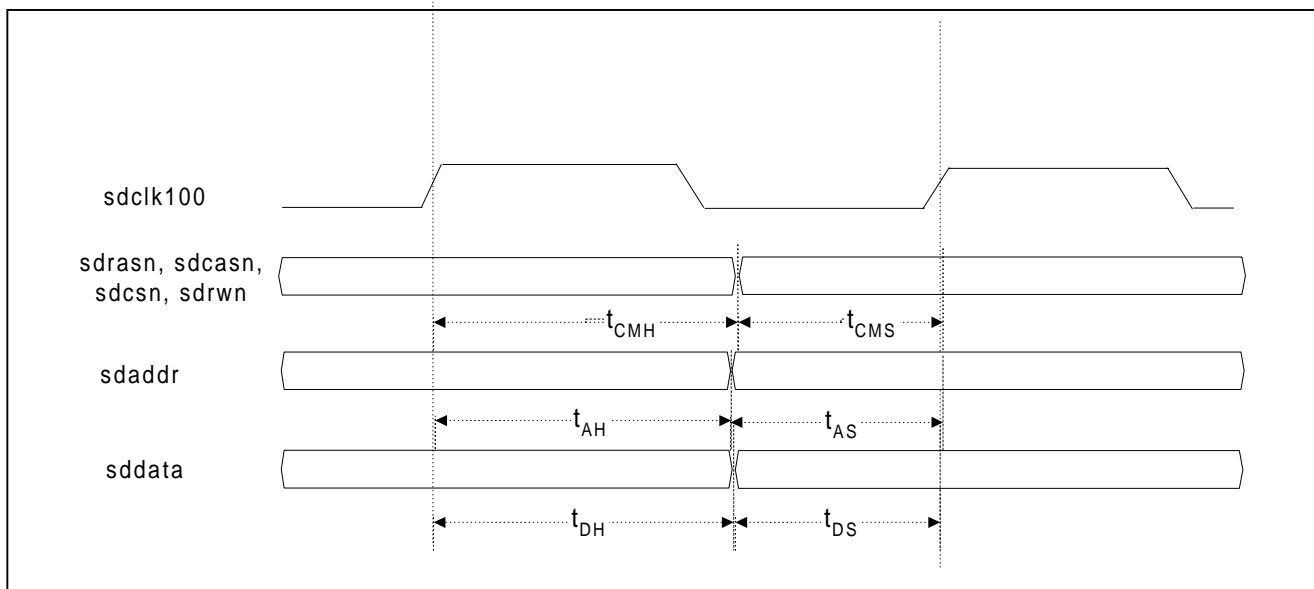 sdclk100
sdrasn, sdcasn,
sdcsn, sdrwn
tCMH tCMS
sdaddr
tAH tAS
sddata
tDH tDS